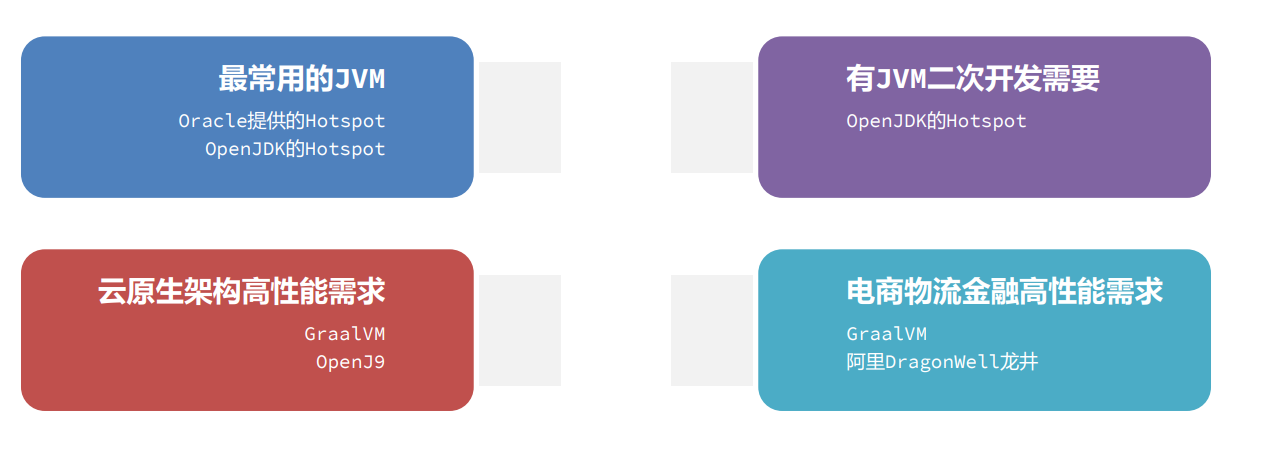 最常用的JVM
Oracle提供的Hotspot
OpenJDK的Hotspot
有JVM二次开发需要
OpenJDK的Hotspot
云原生架构高性能需求
GraalVM
OpenJ9
电商物流金融高性能需求
GraalVM
阿里DragonWell龙井